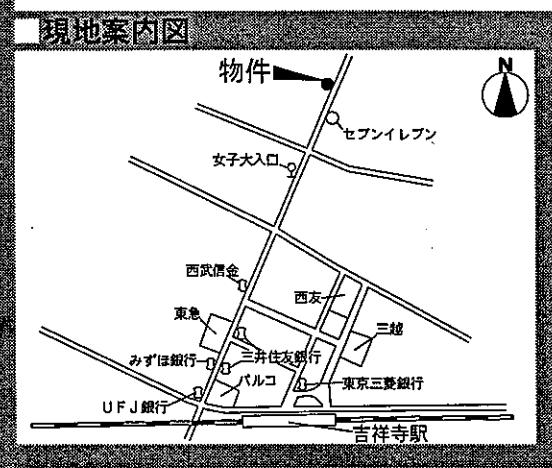 現地案内図
物件
N
セブンイレブン
女子大入口
西武信金
西友
東急
三越
みずほ銀行
三井住友銀行
パルコ
東京三菱銀行
UFJ銀行
吉祥寺駅